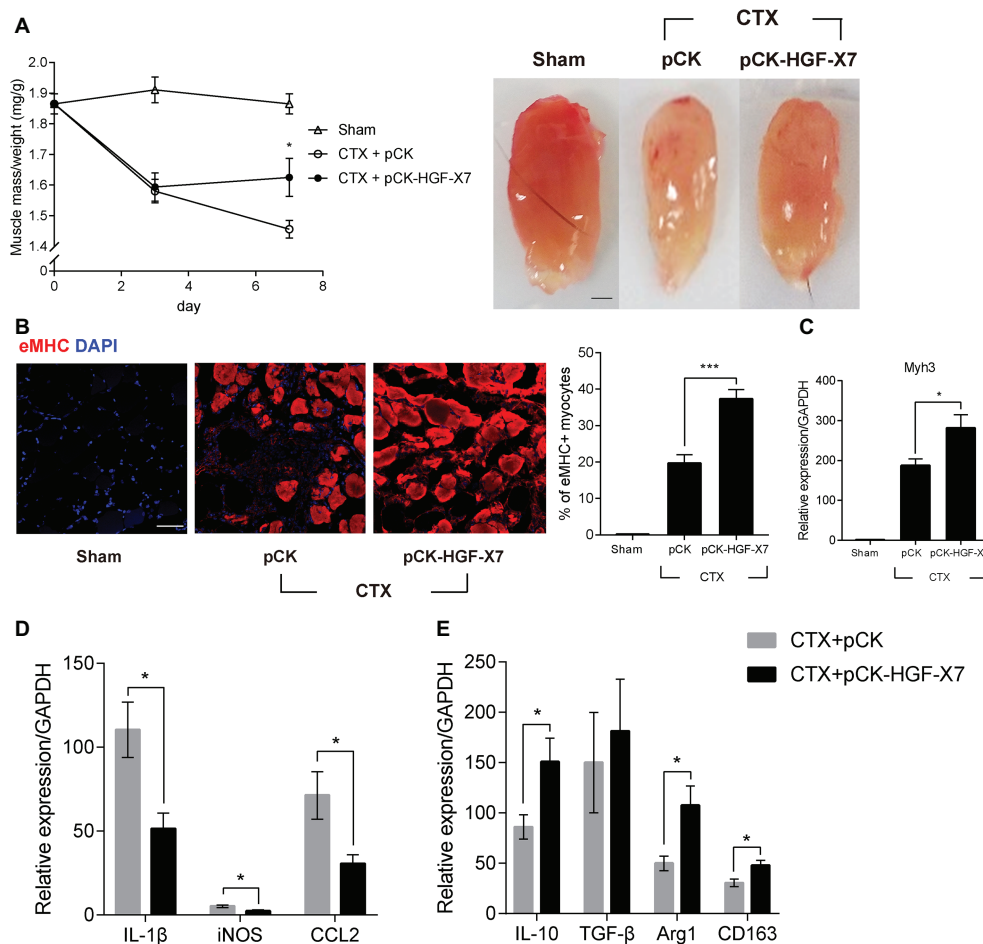 A
CTX
Sham
pCK
pCK-HGF-X7
Muscle mass/weight (mg/g)
2.0
1.9
1.8
1.7
1.6
1.5
1.4
0
0
2
4
6
8
day
*
Sham
CTX + pCK
CTX + pCK-HGF-X7
B
eMHC DAPI
Sham
pCK
pCK-HGF-X7
CTX
% of eMHC+ myocytes
50
40
30
20
10
0
***
Sham
pCK
pCK-HGF-X7
CTX
C
Myh3
Relative expression/GAPDH
400
300
200
100
0
*
Sham
pCK
pCK-HGF-X
CTX
D
Relative expression/GAPDH
150
100
50
0
*
*
*
IL-1β
iNOS
CCL2
E
CTX+pCK
CTX+pCK-HGF-X7
Relative expression/GAPDH
250
200
150
100
50
0
*
*
*
IL-10
TGF-β
Arg1
CD163